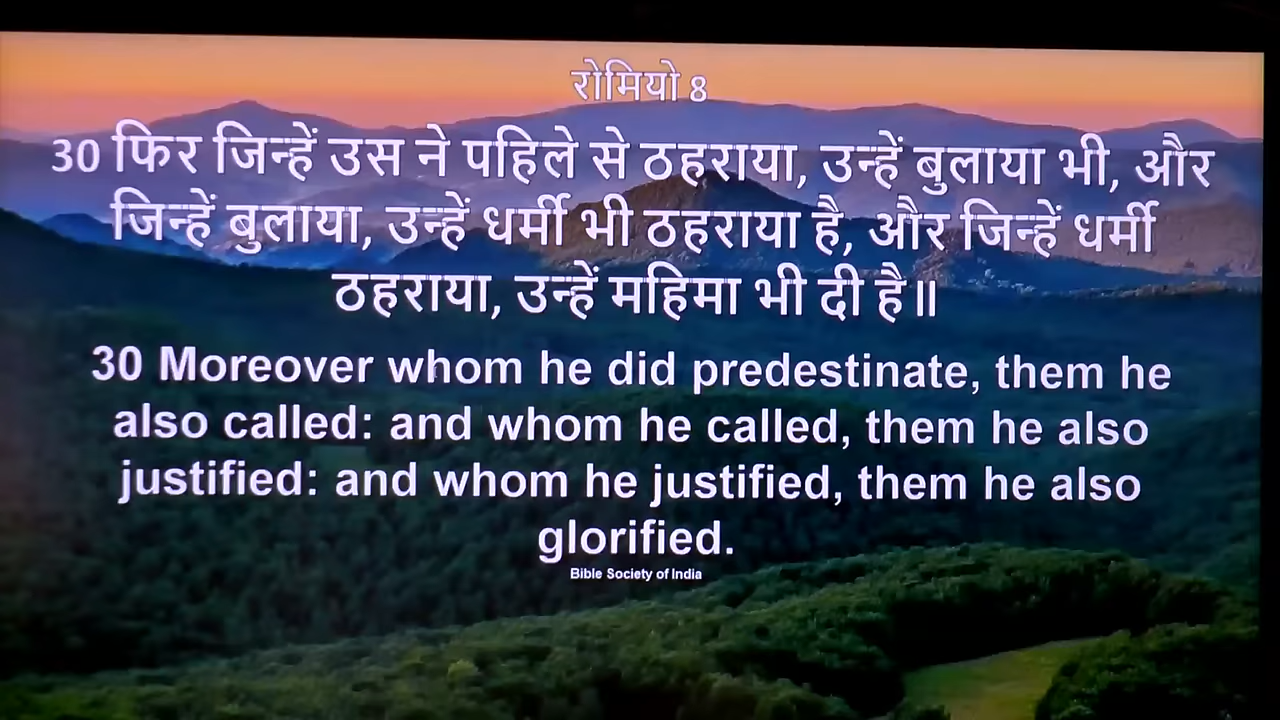 रोमियो 8
30 फिर जिन्हें उस ने पहिले से ठहराया, उन्हें बुलाया भी, और
जिन्हें बुलाया, उन्हें धर्मी भी ठहराया है, और जिन्हें धर्मी
ठहराया, उन्हें महिमा भी दी है॥
30 Moreover whom he did predestinate, them he
also called: and whom he called, them he also
justified: and whom he justified, them he also
glorified.
Bible Society of India